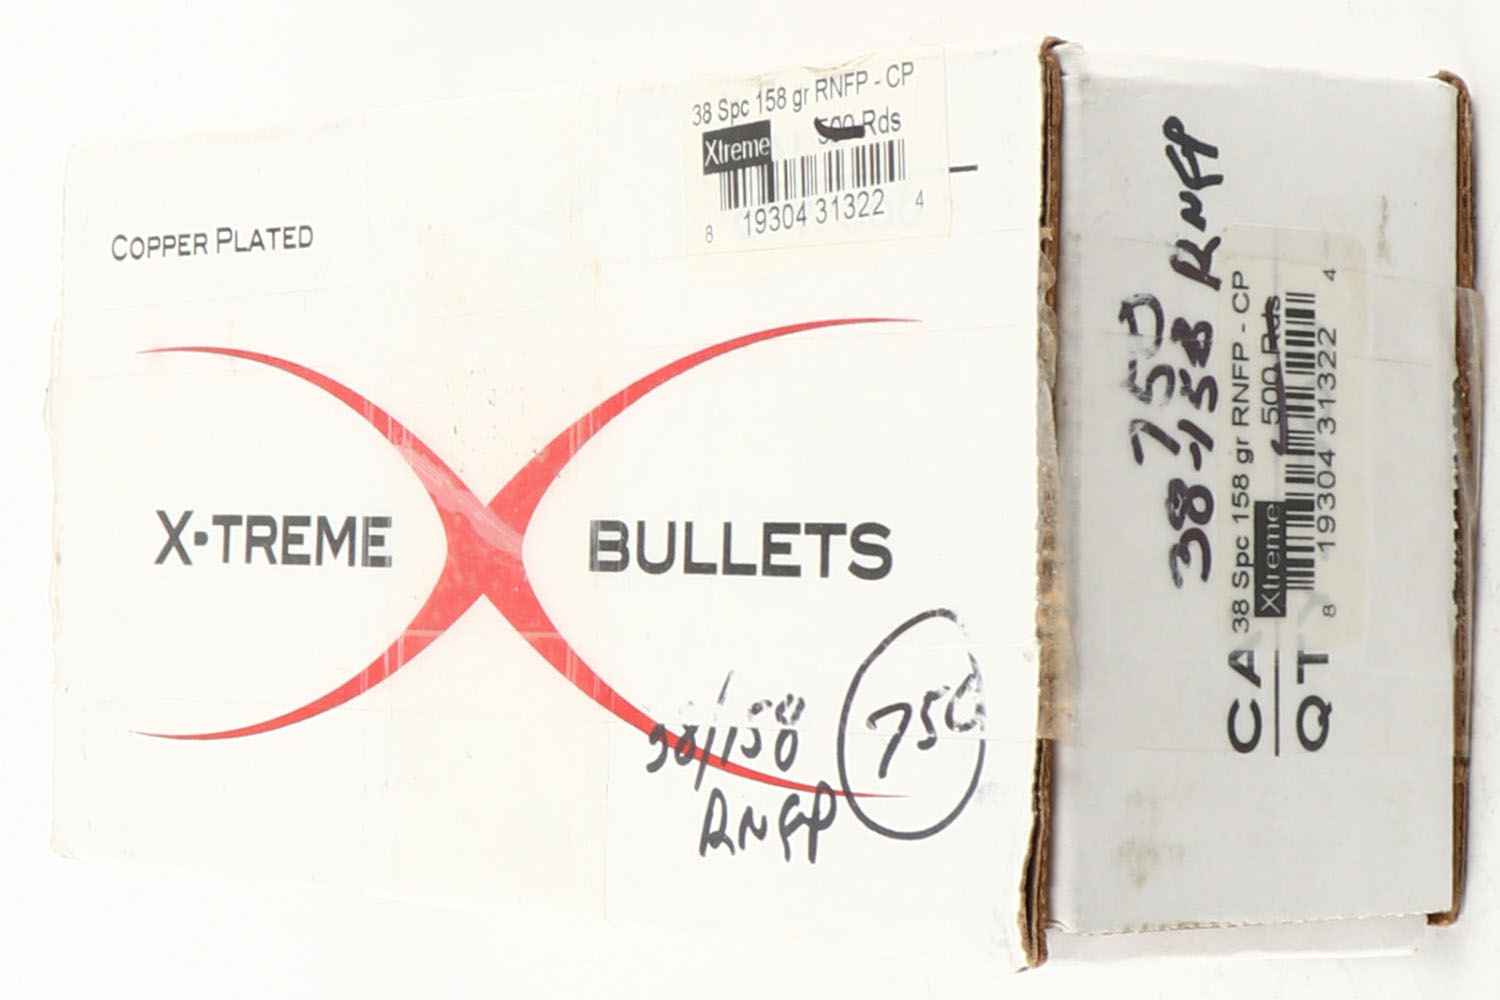 38 Spc 158 gr RNFP - CP
Xtreme 500 Rds
8 19304 31322 4
COPPER PLATED
X·TREME BULLETS
38/158
RNFP
750
750
38-158 RNFP
38 Spc 158 gr RNFP - CP
Xtreme 500 Rds
8 19304 31322 4
CA
QT